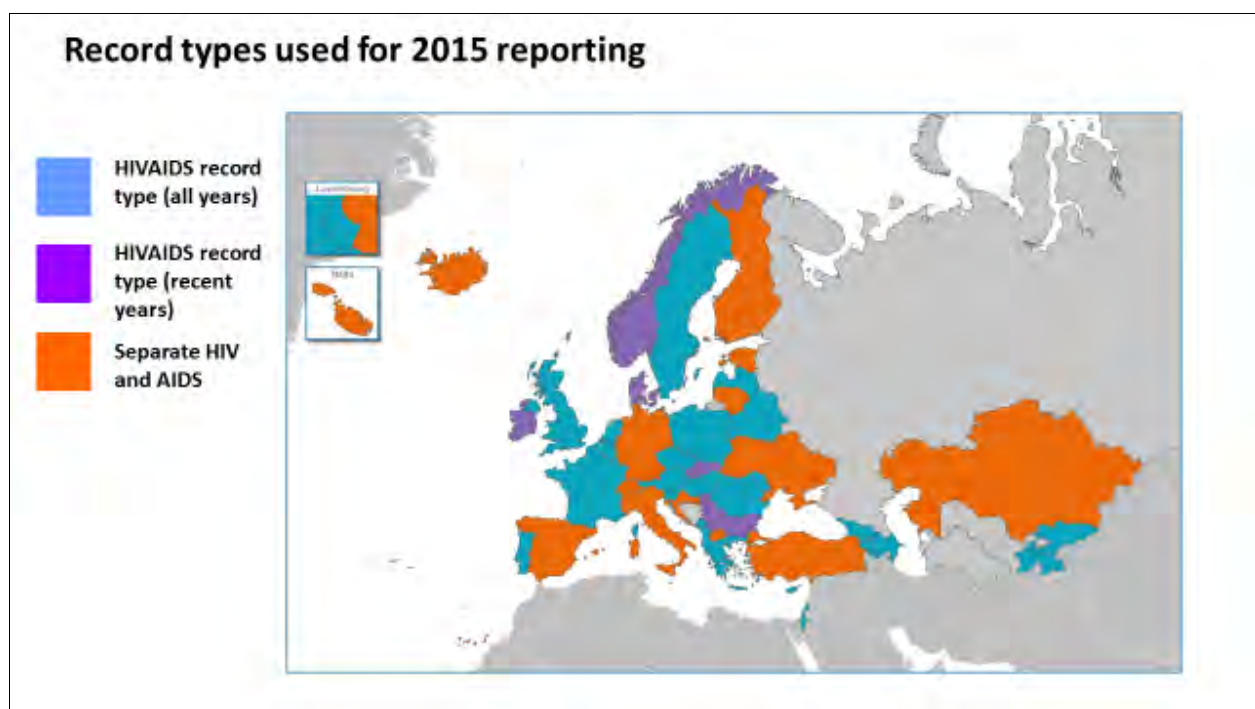 Record types used for 2015 reporting
HIVAIDS record
type (all years)
HIVAIDS record
type (recent
years)
Separate HIV
and AIDS
Luxembourg
Malta